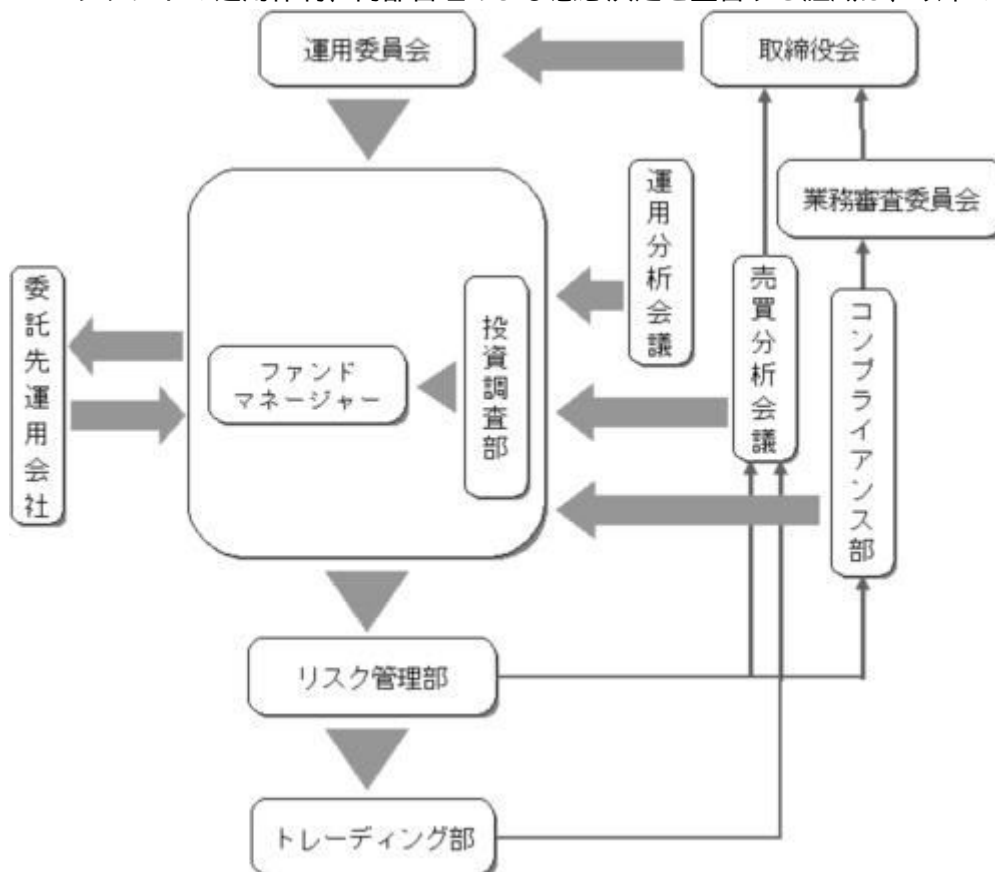 運用委員会
取締役会
業務審査委員会
運用分析会議
売買分析会議
コンプライアンス部
委託先運用会社
投資調査部
ファンド
マネージャー
リスク管理部
トレーディング部